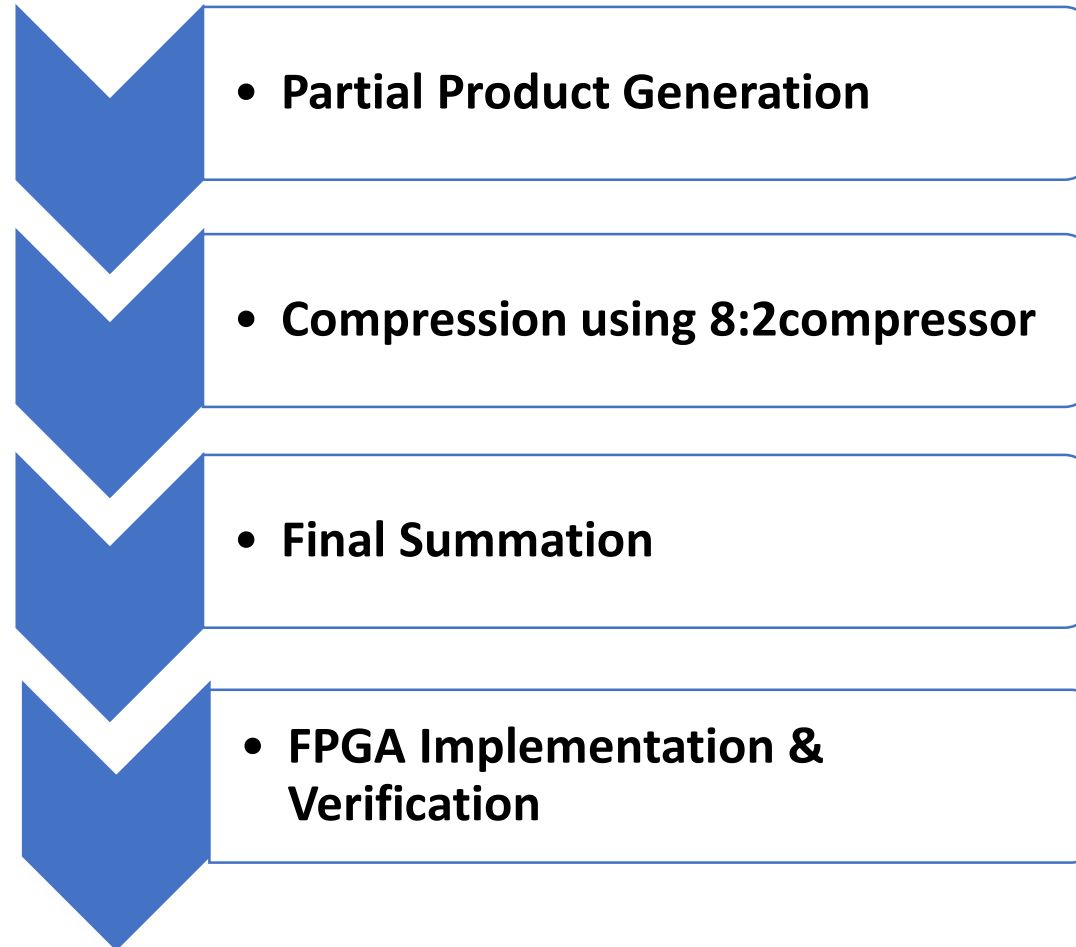 • Partial Product Generation
• Compression using 8:2compressor
• Final Summation
• FPGA Implementation &
Verification